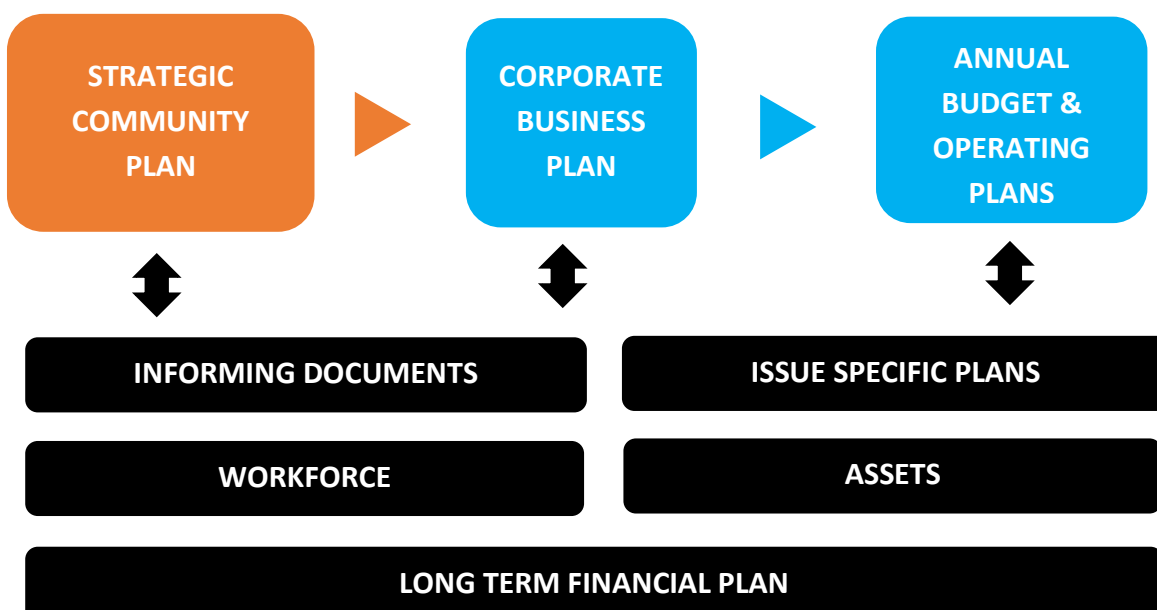 STRATEGIC
COMMUNITY
PLAN
CORPORATE
BUSINESS
PLAN
ANNUAL
BUDGET &
OPERATING
PLANS
INFORMING DOCUMENTS
ISSUE SPECIFIC PLANS
WORKFORCE
ASSETS
LONG TERM FINANCIAL PLAN